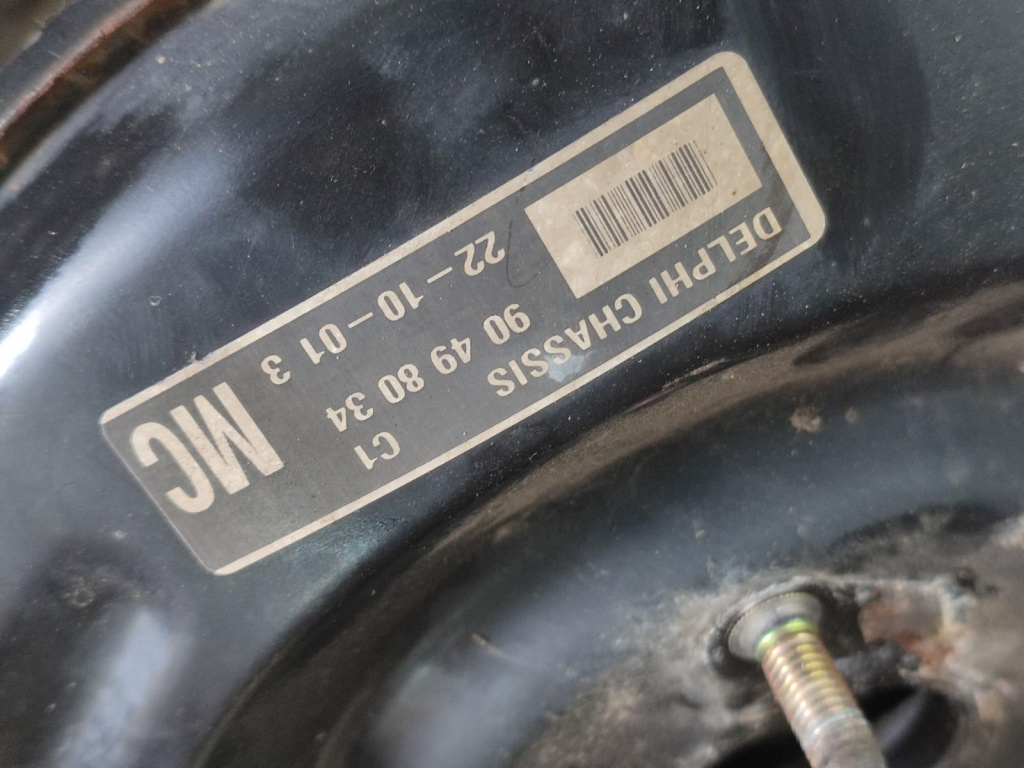 DELPHI CHASSIS C1
90 49 80 34
22-10-01 3
MC